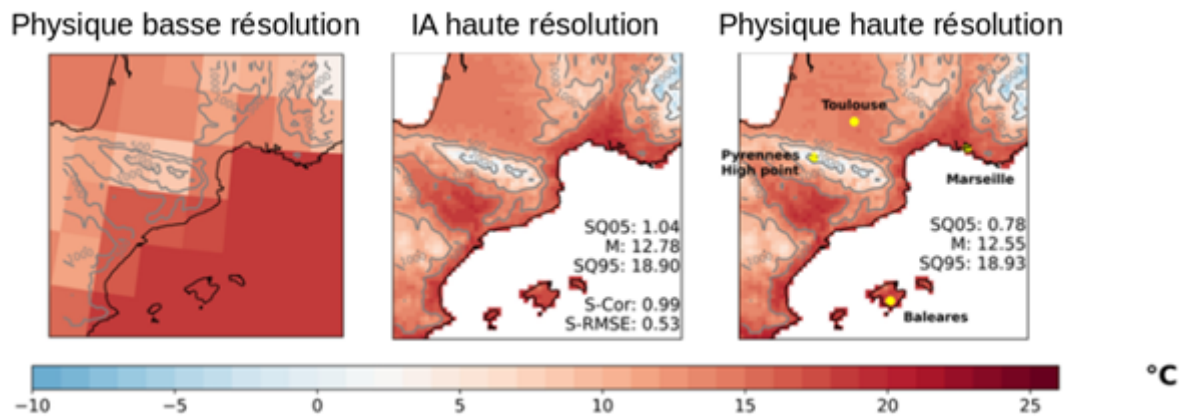 Physique basse résolution
IA haute résolution
Physique haute résolution
SQ05: 1.04
M: 12.78
SQ95: 18.90
S-Cor: 0.99
S-RMSE: 0.53
Toulouse
Pyrennees
High point
Marseille
SQ05: 0.78
M: 12.55
SQ95: 18.93
Baleares
°C
−10 −5 0 5 10 15 20 25